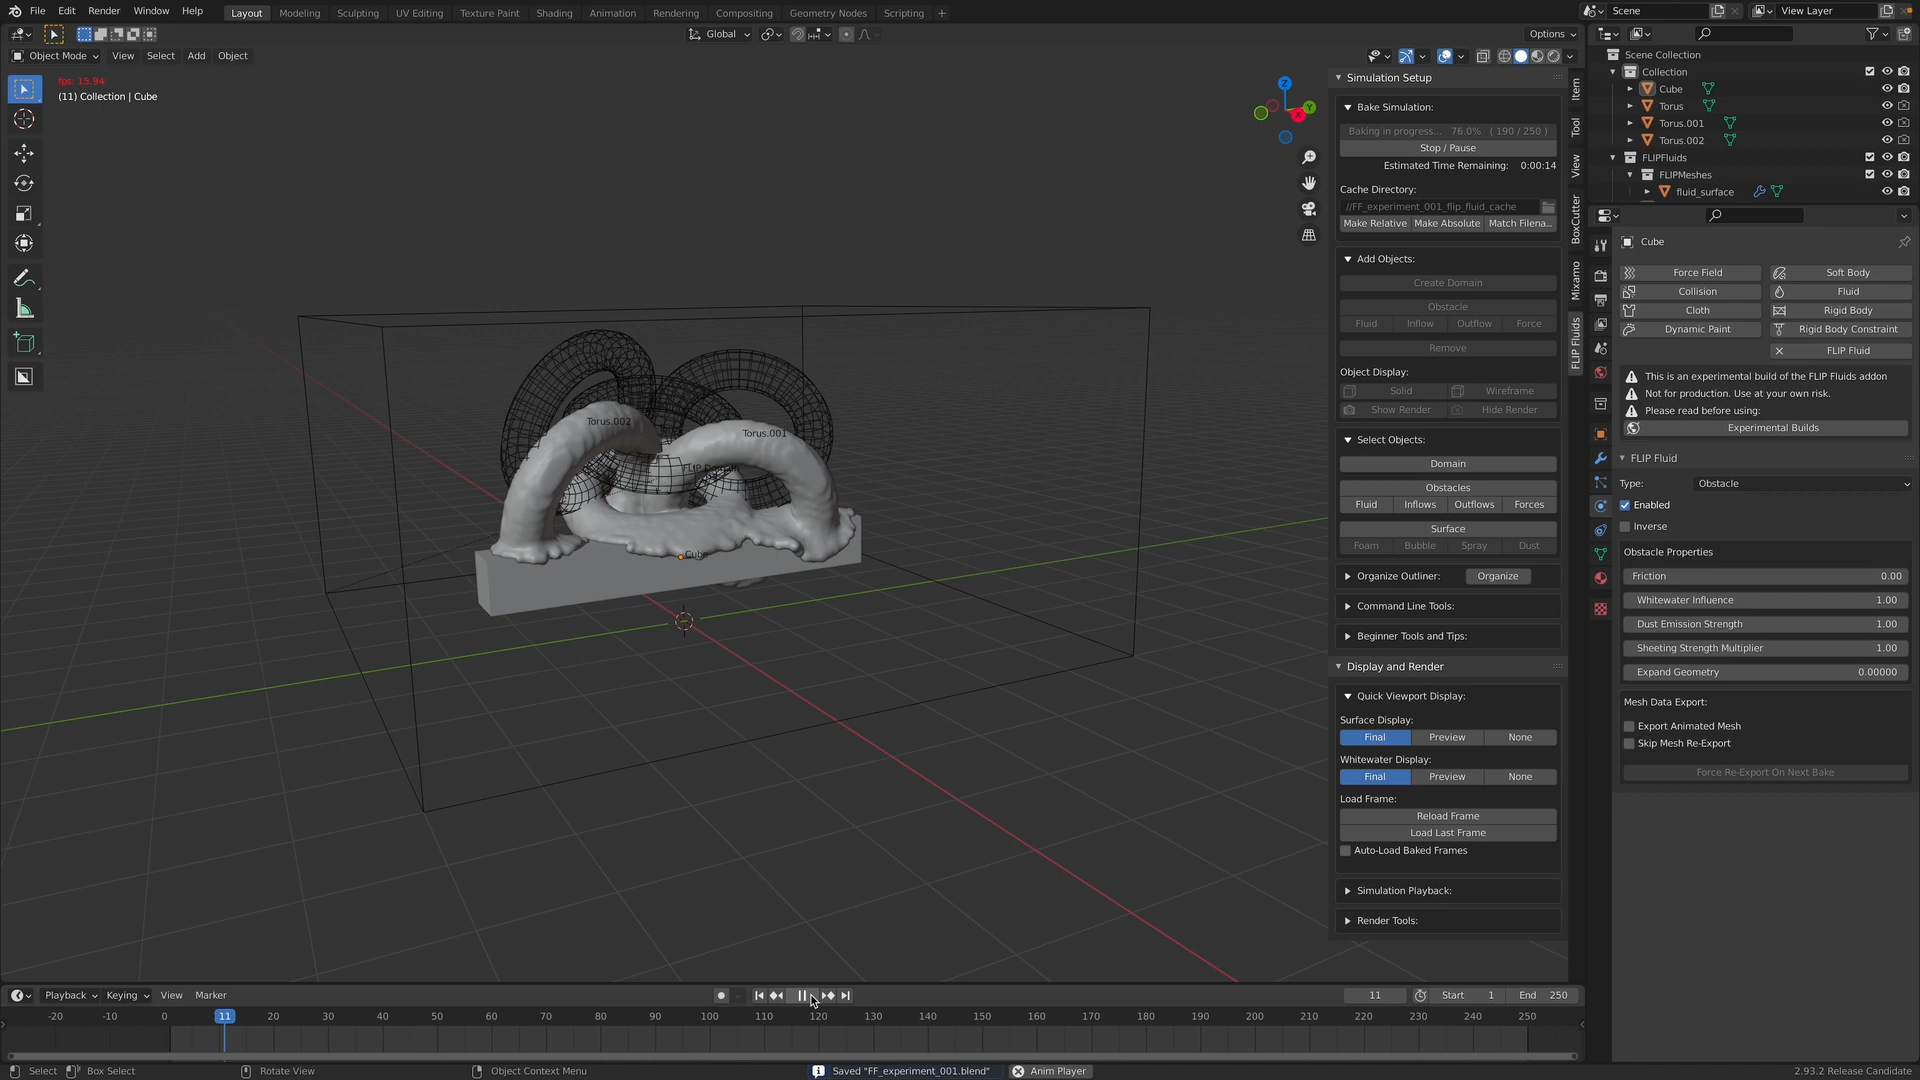 File Edit Render Window Help
Layout Modeling Sculpting UV Editing Texture Paint Shading Animation Rendering Compositing Geometry Nodes Scripting +
Scene
View Layer
Global
Options
Object Mode View Select Add Object
fps: 15.94
(11) Collection | Cube
Z
Y
X
Torus.002
Torus.001
Cube
Simulation Setup
Bake Simulation:
Baking in progress... 76.0% ( 190 / 250 )
Stop / Pause
Estimated Time Remaining: 0:00:14
Cache Directory:
//FF_experiment_001_flip_fluid_cache
Make Relative Make Absolute Match Filena...
Add Objects:
Create Domain
Obstacle
Fluid Inflow Outflow Force
Remove
Object Display:
Solid Wireframe
Show Render Hide Render
Select Objects:
Domain
Obstacles
Fluid Inflows Outflows Forces
Surface
Foam Bubble Spray Dust
Organize Outliner: Organize
Command Line Tools:
Beginner Tools and Tips:
Display and Render
Quick Viewport Display:
Surface Display:
Final Preview None
Whitewater Display:
Final Preview None
Load Frame:
Reload Frame
Load Last Frame
Auto-Load Baked Frames
Simulation Playback:
Render Tools:
Item
Tool
View
BoxCutter
Mixamo
FLIP Fluids
Scene Collection
Collection
Cube
Torus
Torus.001
Torus.002
FLIPFluids
FLIPMeshes
fluid_surface
Cube
Force Field Soft Body
Collision Fluid
Cloth Rigid Body
Dynamic Paint Rigid Body Constraint
FLIP Fluid
This is an experimental build of the FLIP Fluids addon
Not for production. Use at your own risk.
Please read before using:
Experimental Builds
FLIP Fluid
Type: Obstacle
Enabled
Inverse
Obstacle Properties
Friction 0.00
Whitewater Influence 1.00
Dust Emission Strength 1.00
Sheeting Strength Multiplier 1.00
Expand Geometry 0.00000
Mesh Data Export:
Export Animated Mesh
Skip Mesh Re-Export
Force Re-Export On Next Bake
Playback Keying View Marker
11 Start 1 End 250
-20 -10 0 11 20 30 40 50 60 70 80 90 100 110 120 130 140 150 160 170 180 190 200 210 220 230 240 250
Select Box Select Rotate View Object Context Menu Saved "FF_experiment_001.blend" Anim Player 2.93.2 Release Candidate